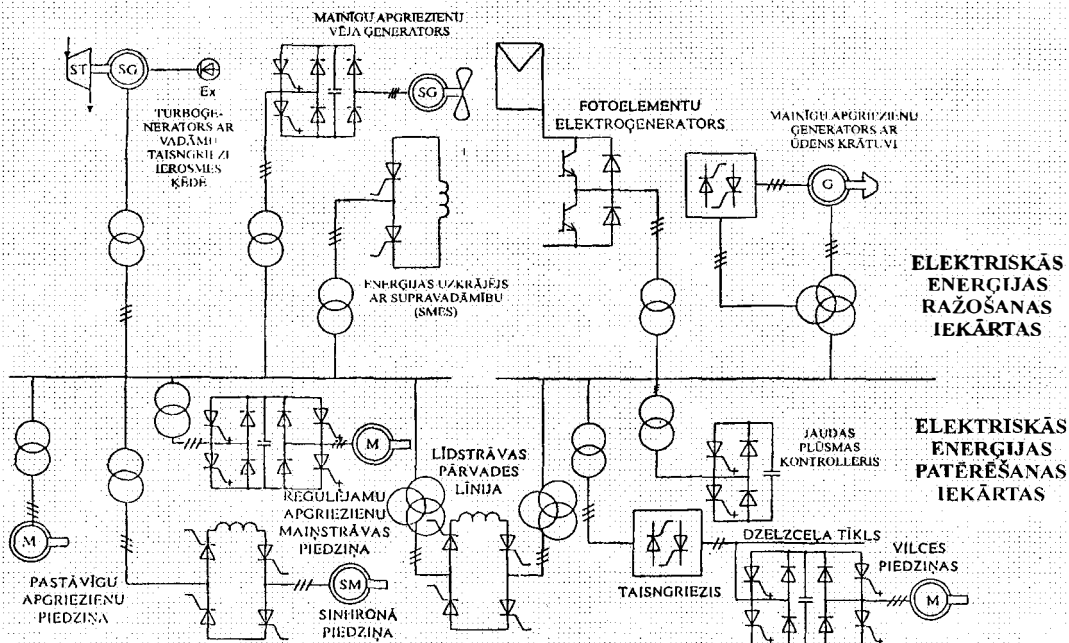 MAINĪGU APGRIEZIENU
VĒJA ĢENERATORS
ST
SG
Ex
TURBOĢE-
NERATORS AR
VADĀMU
TAISNGRIEZI
IEROSMES
ĶĒDĒ
SG
FOTOELEMENTU
ELEKTROĢENERATORS
MAINĪGU APGRIEZIENU
ĢENERATORS AR
ŪDENS KRĀTUVI
G
ENERĢIJAS UZKRĀJĒJS
AR SUPRAVADĀMĪBU
(SMES)
ELEKTRISKĀS
ENERĢIJAS
RAŽOŠANAS
IEKĀRTAS
M
PASTĀVĪGU
APGRIEZIENU
PIEDZIŅA
M
REGULĒJAMU
APGRIEZIENU
MAIŅSTRĀVAS
PIEDZIŅA
SM
SINHRONĀ
PIEDZIŅA
LĪDSTRĀVAS
PĀRVADES
LĪNIJA
JAUDAS
PLŪSMAS
KONTROLLERIS
ELEKTRISKĀS
ENERĢIJAS
PATĒRĒŠANAS
IEKĀRTAS
TAISNGRIEZIS
DZELZCEĻA TĪKLS
VILCES
PIEDZIŅAS
M